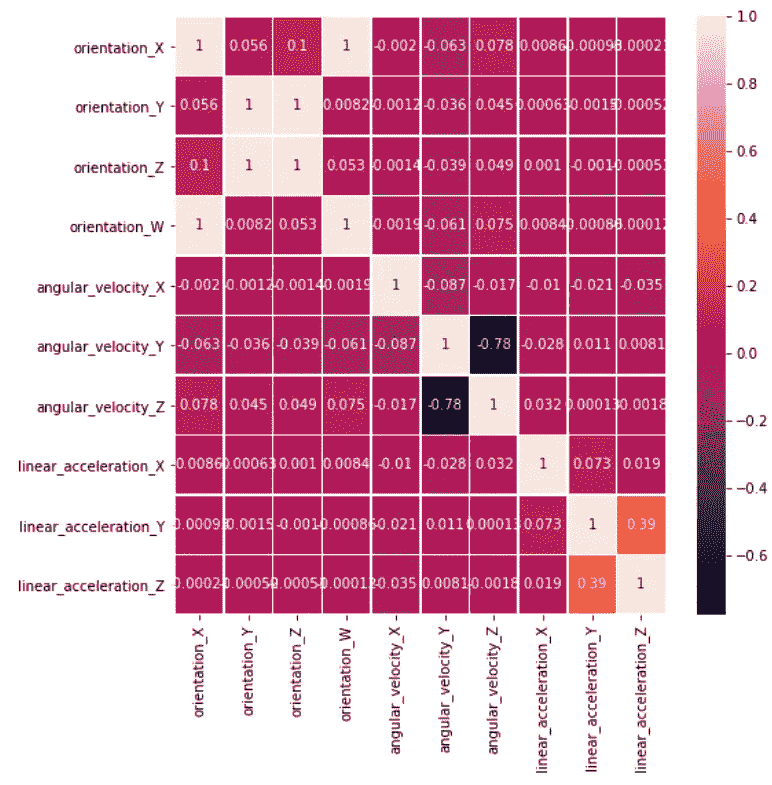 orientation_X 1 0.056 0.1 1 -0.002 -0.063 0.078 0.0086
orientation_Y 0.056 1 1 0.0082 -0.0012 -0.036 0.045
orientation_Z 0.1 1 1 0.053 -0.0014 -0.039 0.049 0.001 -0.001
orientation_W 1 0.0082 0.053 1 -0.0019 -0.061 0.075 0.0084
angular_velocity_X -0.002 -0.0012 -0.0014 -0.0019 1 -0.087 -0.017 -0.01 -0.021 -0.035
angular_velocity_Y -0.063 -0.036 -0.039 -0.061 -0.087 1 -0.78 -0.028 0.011 0.0081
angular_velocity_Z 0.078 0.045 0.049 0.075 -0.017 -0.78 1 0.032 0.00013 -0.0018
linear_acceleration_X 0.0086 0.00063 0.001 0.0084 -0.01 -0.028 0.032 1 0.073 0.019
linear_acceleration_Y -0.0015 -0.001 -0.00086 -0.021 0.011 0.00013 0.073 1 0.39
linear_acceleration_Z -0.00012 -0.035 0.0081 -0.0018 0.019 0.39 1
orientation_X
orientation_Y
orientation_Z
orientation_W
angular_velocity_X
angular_velocity_Y
angular_velocity_Z
linear_acceleration_X
linear_acceleration_Y
linear_acceleration_Z
1.0
0.8
0.6
0.4
0.2
0.0
−0.2
−0.4
−0.6